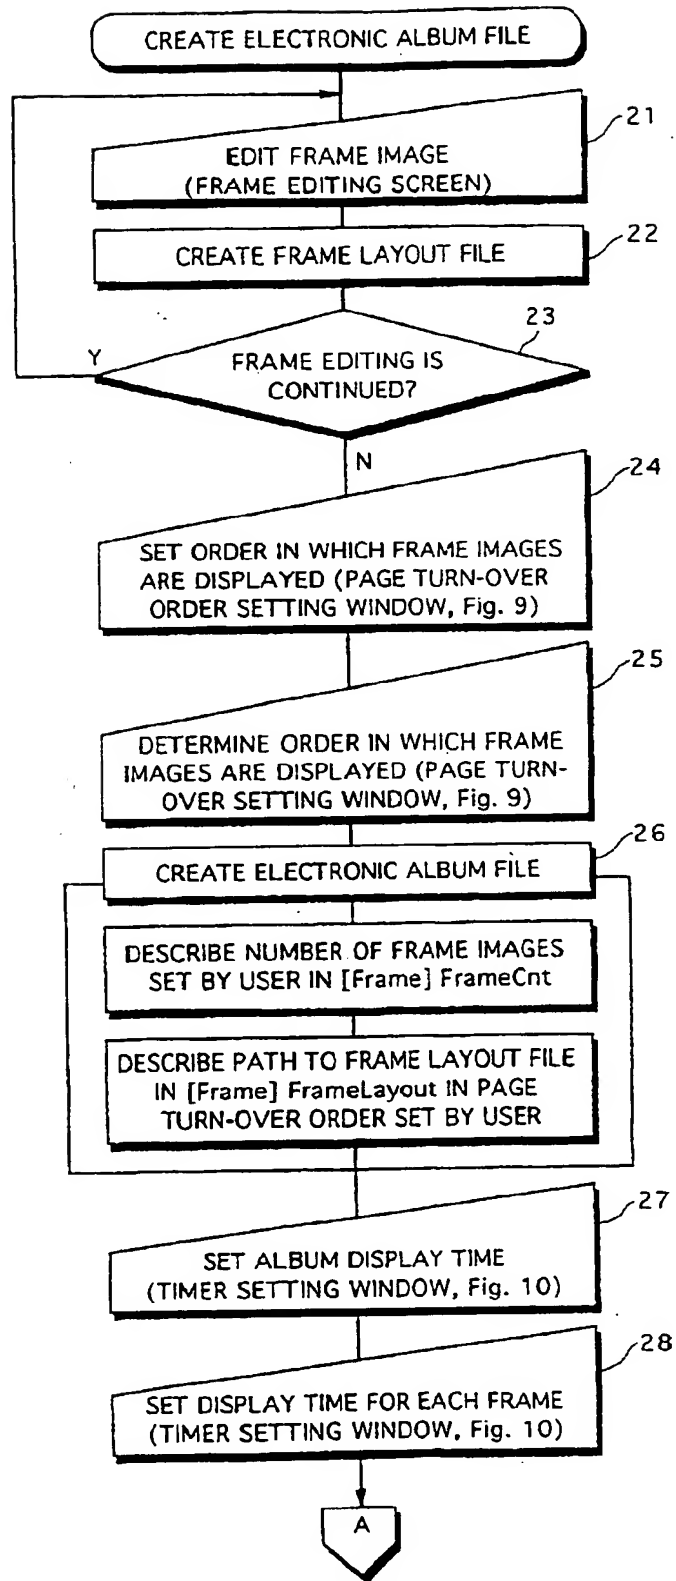 CREATE ELECTRONIC ALBUM FILE
21
EDIT FRAME IMAGE
(FRAME EDITING SCREEN)
22
CREATE FRAME LAYOUT FILE
23
Y
FRAME EDITING IS
CONTINUED?
N
24
SET ORDER IN WHICH FRAME IMAGES
ARE DISPLAYED (PAGE TURN-OVER
ORDER SETTING WINDOW, Fig. 9)
25
DETERMINE ORDER IN WHICH FRAME
IMAGES ARE DISPLAYED (PAGE TURN-
OVER SETTING WINDOW, Fig. 9)
26
CREATE ELECTRONIC ALBUM FILE
DESCRIBE NUMBER OF FRAME IMAGES
SET BY USER IN [Frame] FrameCnt
DESCRIBE PATH TO FRAME LAYOUT FILE
IN [Frame] FrameLayout IN PAGE
TURN-OVER ORDER SET BY USER
27
SET ALBUM DISPLAY TIME
(TIMER SETTING WINDOW, Fig. 10)
28
SET DISPLAY TIME FOR EACH FRAME
(TIMER SETTING WINDOW, Fig. 10)
A